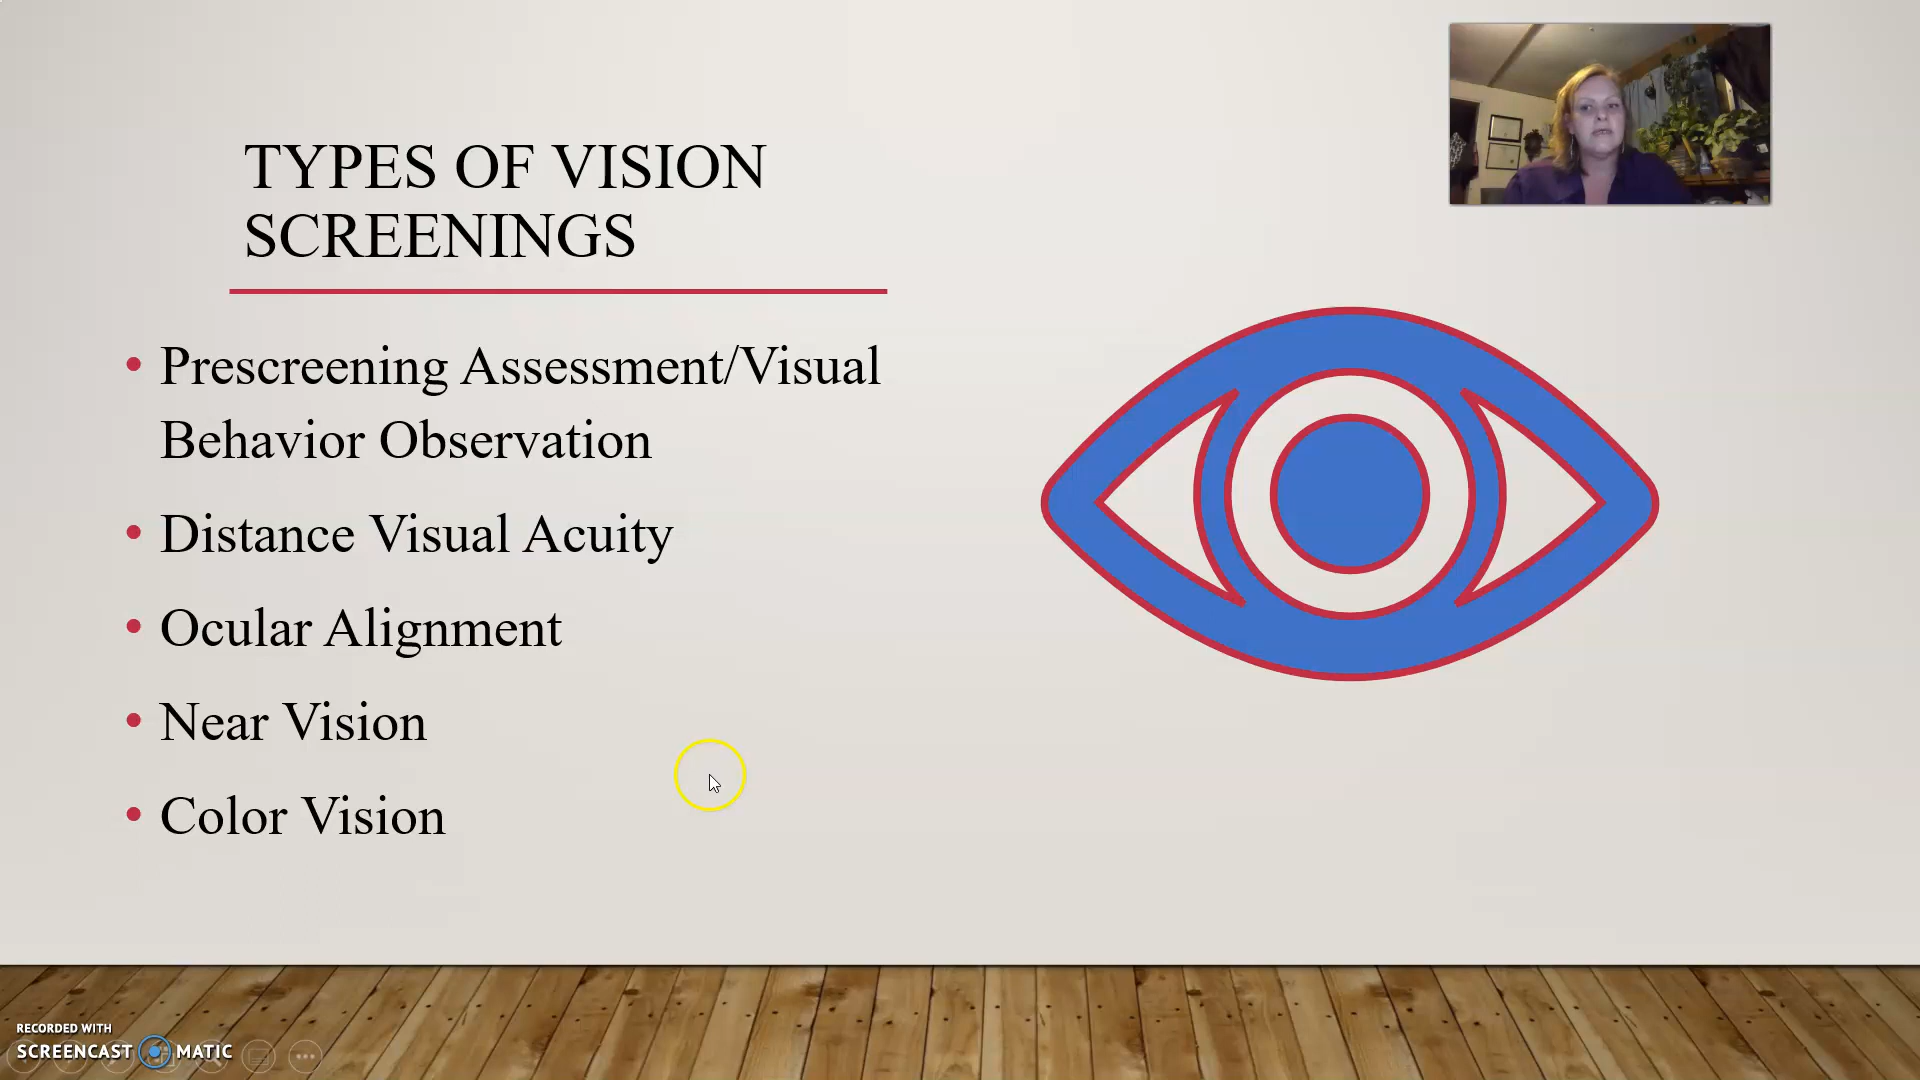 TYPES OF VISION
SCREENINGS
• Prescreening Assessment/Visual
Behavior Observation
• Distance Visual Acuity
• Ocular Alignment
• Near Vision
• Color Vision
RECORDED WITH
SCREENCAST MATIC